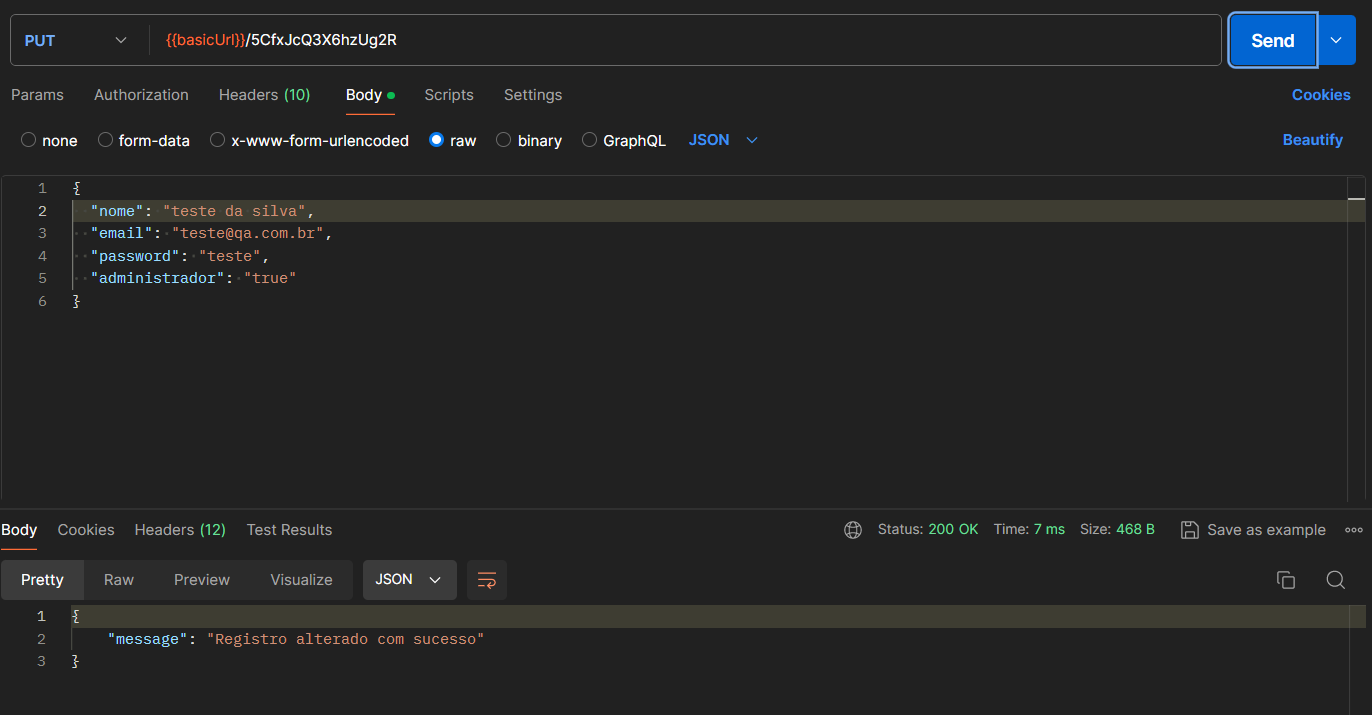 PUT {{basicUrl}}/5CfxJcQ3X6hzUg2R Send
Params Authorization Headers (10) Body Scripts Settings Cookies
none form-data x-www-form-urlencoded raw binary GraphQL JSON Beautify
1 {
2 "nome": "teste da silva",
3 "email": "teste@qa.com.br",
4 "password": "teste",
5 "administrador": "true"
6 }
Body Cookies Headers (12) Test Results Status: 200 OK Time: 7 ms Size: 468 B Save as example
Pretty Raw Preview Visualize JSON
1 {
2 "message": "Registro alterado com sucesso"
3 }